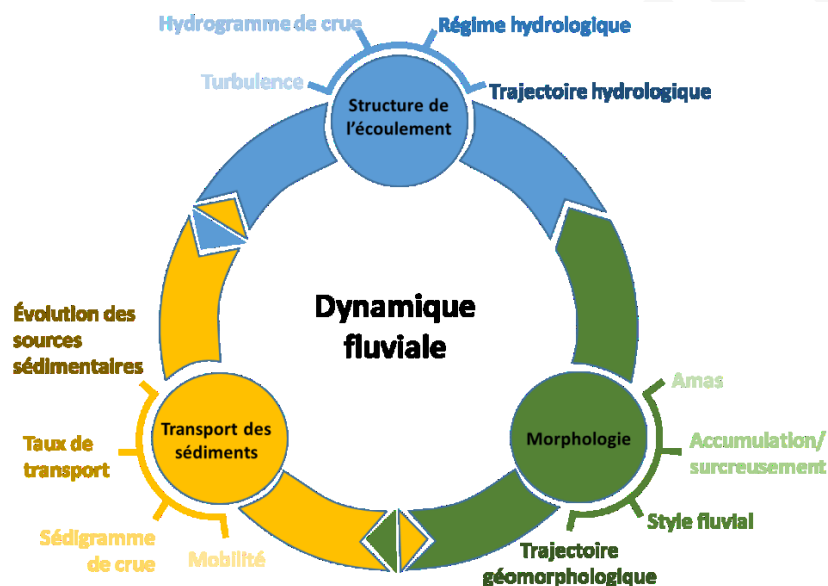 Hydrogramme de crue
Régime hydrologique
Turbulence
Trajectoire hydrologique
Structure de
l'écoulement
Dynamique
fluviale
Évolution des
sources
sédimentaires
Taux de
transport
Sédigramme
de crue
Mobilité
Transport des
sédiments
Morphologie
Amas
Accumulation/
surcreusement
Style fluvial
Trajectoire
géomorphologique